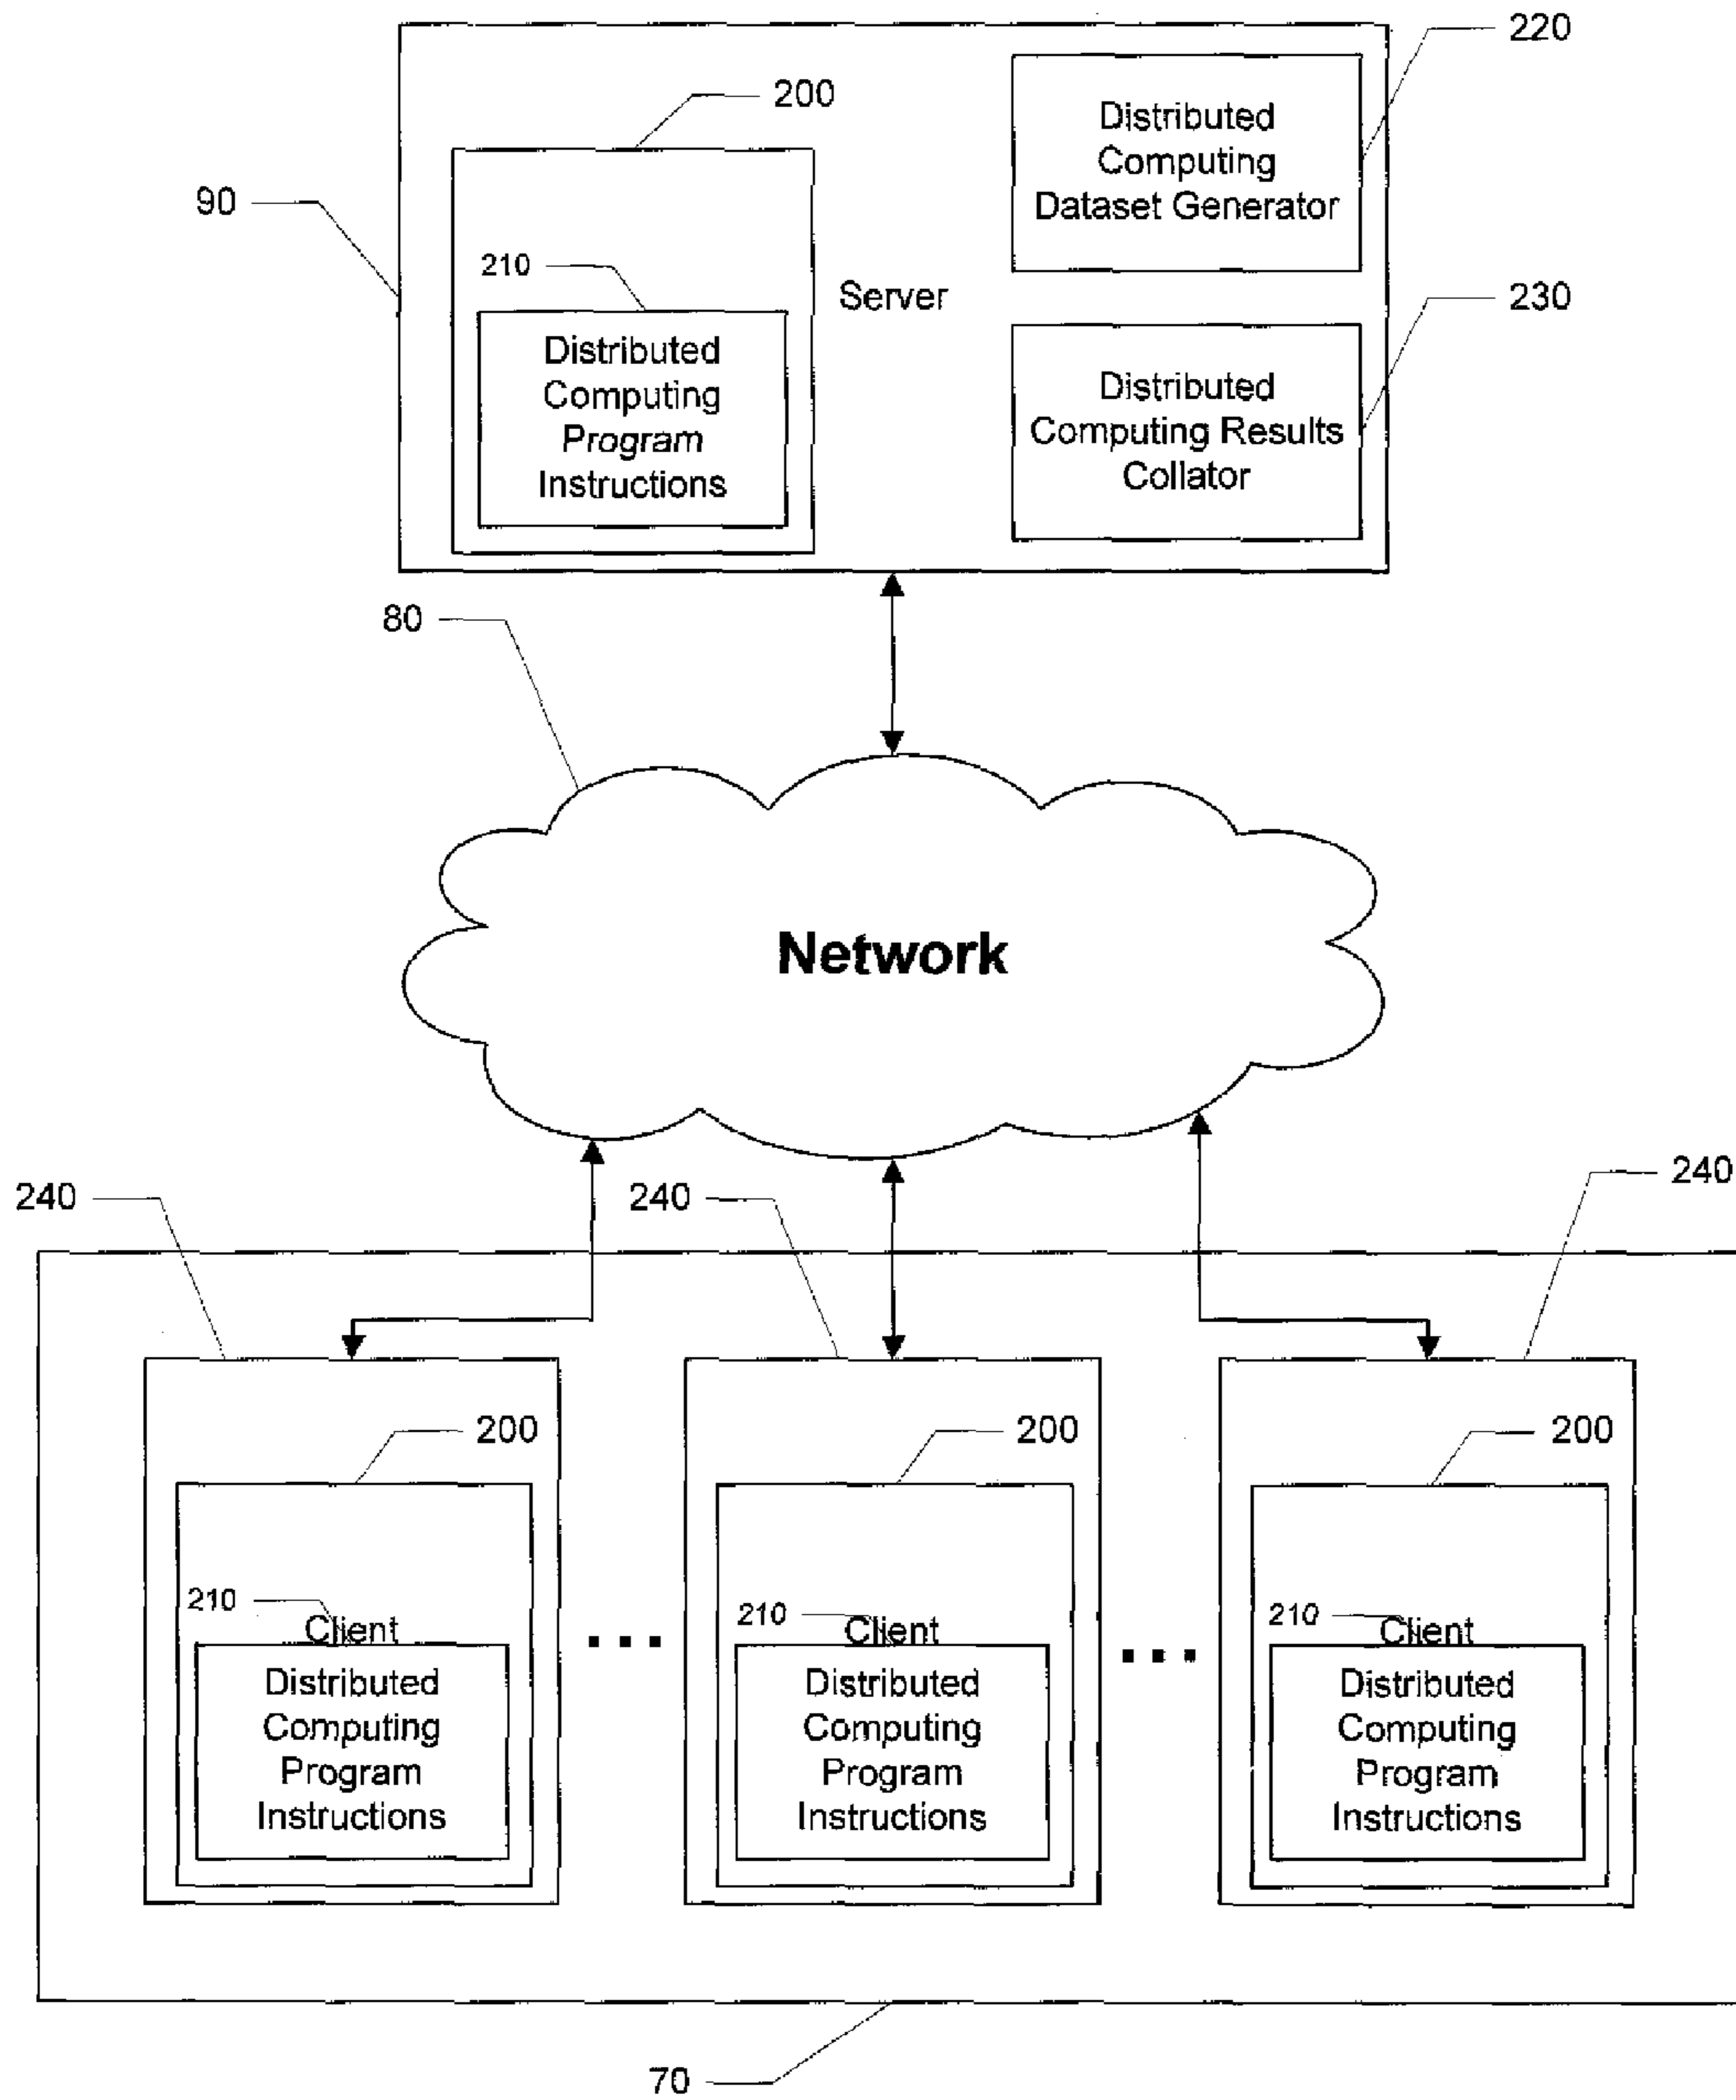 220
200
Distributed
Computing
Dataset Generator
90
210
Server
230
Distributed
Computing
Program
Instructions
Distributed
Computing Results
Collator
80
Network
240
240
240
200
200
200
210
Client
210
Client
210
Client
Distributed
Computing
Program
Instructions
...
Distributed
Computing
Program
Instructions
...
Distributed
Computing
Program
Instructions
70